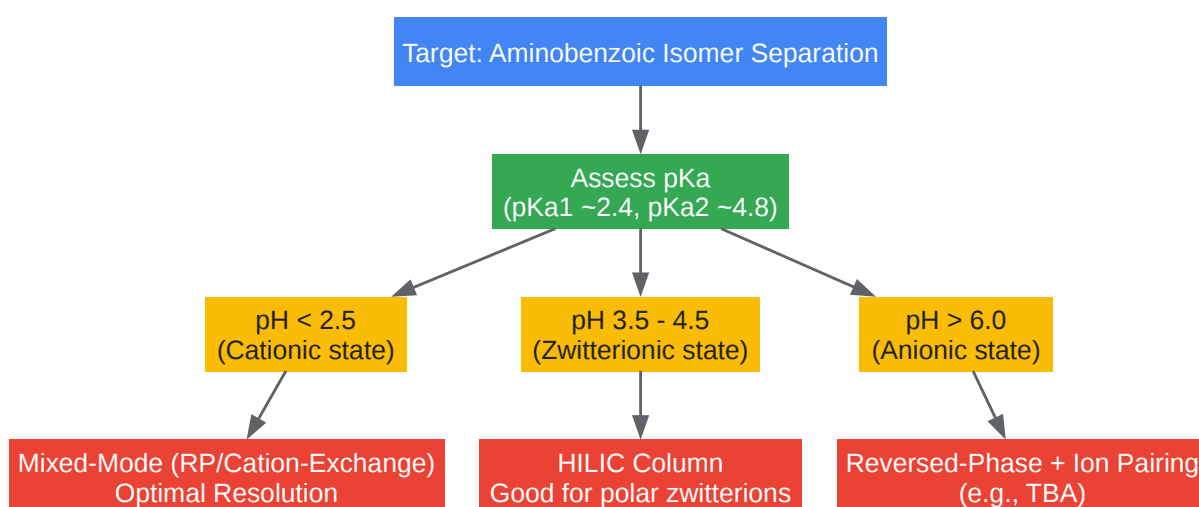 Target: Aminobenzoic Isomer Separation
Assess pKa
(pKa1 ~2.4, pKa2 ~4.8)
pH < 2.5
(Cationic state)
pH 3.5 - 4.5
(Zwitterionic state)
pH > 6.0
(Anionic state)
Mixed-Mode (RP/Cation-Exchange)
Optimal Resolution
HILIC Column
Good for polar zwitterions
Reversed-Phase + Ion Pairing
(e.g., TBA)